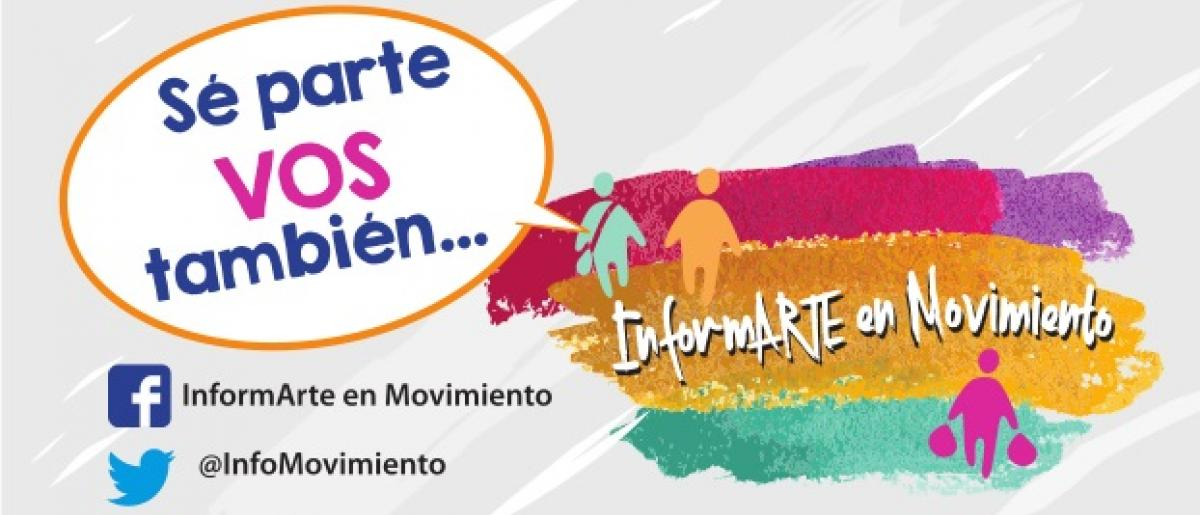 Sé parte
VOS
también...
InformARTE en Movimiento
InformArte en Movimiento
@InfoMovimiento